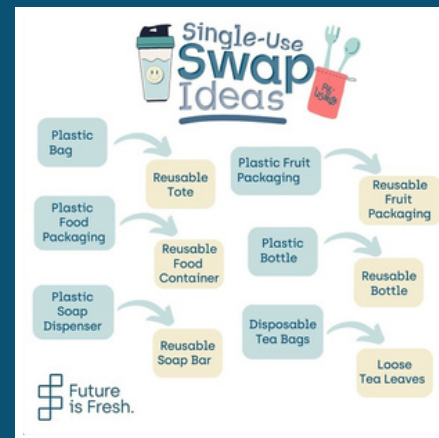 Single-Use
Swap
Ideas
Plastic
Bag
Reusable
Tote
Plastic
Food
Packaging
Reusable
Food
Container
Plastic
Soap
Dispenser
Reusable
Soap Bar
Plastic Fruit
Packaging
Reusable
Fruit
Packaging
Plastic
Bottle
Reusable
Bottle
Disposable
Tea Bags
Loose
Tea Leaves
Future
is Fresh.